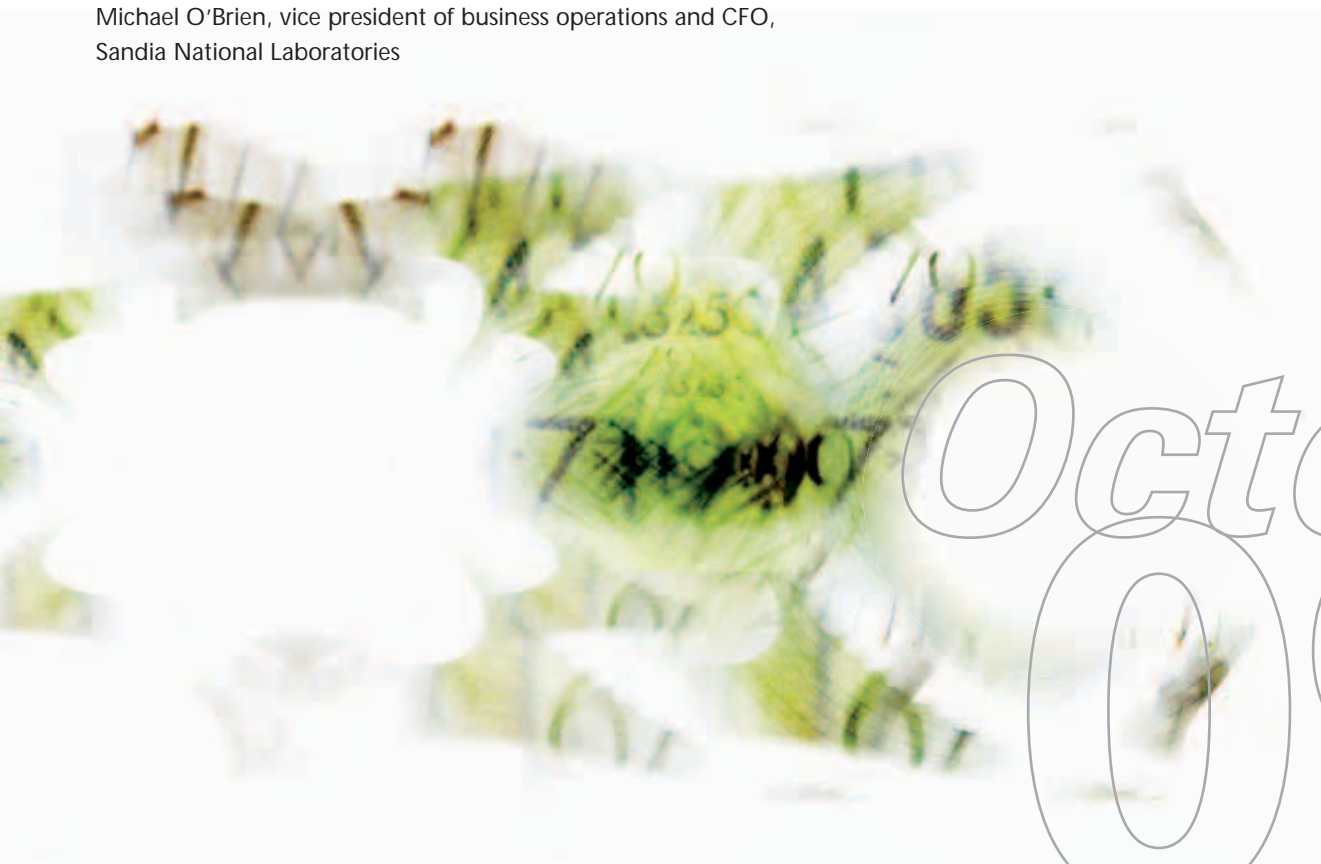 Michael O’Brien, vice president of business operations and CFO,
Sandia National Laboratories
Octo
0